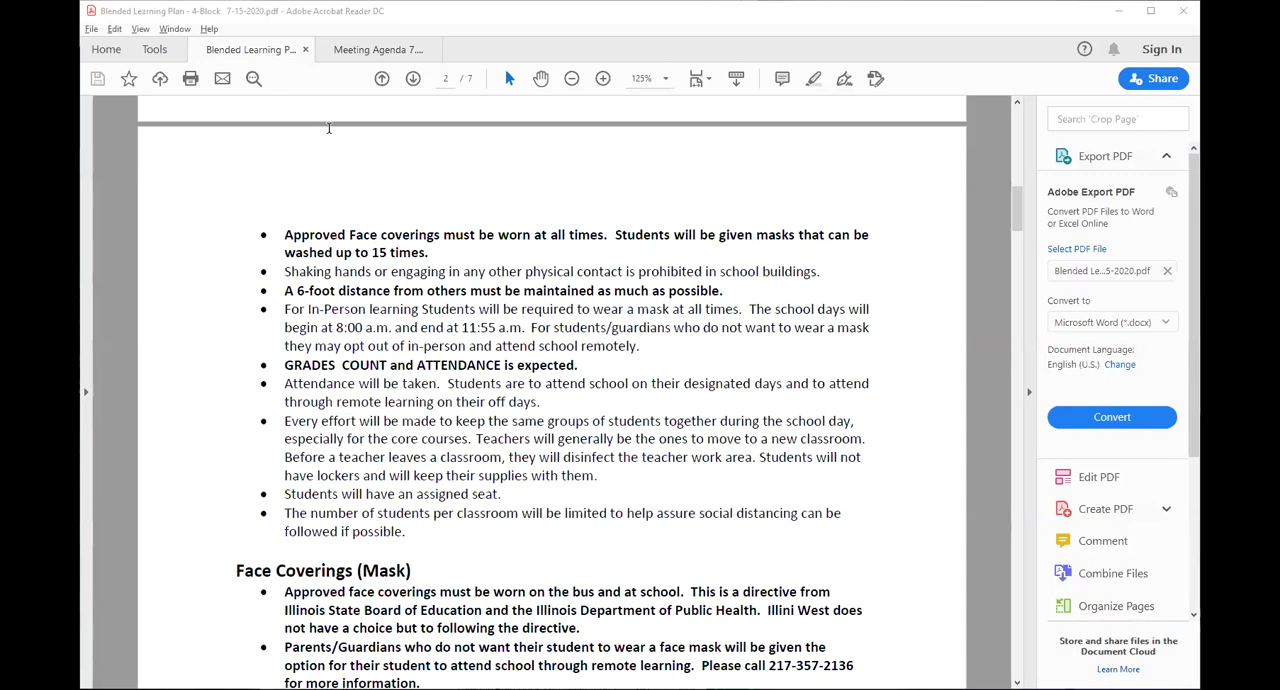 Blended Learning Plan - 4-Block 7-15-2020.pdf - Adobe Acrobat Reader DC
File Edit View Window Help
Home Tools Blended Learning P... × Meeting Agenda 7.... Sign In
2 / 7 125% Share
Approved Face coverings must be worn at all times. Students will be given masks that can be
washed up to 15 times.
Shaking hands or engaging in any other physical contact is prohibited in school buildings.
A 6-foot distance from others must be maintained as much as possible.
For In-Person learning Students will be required to wear a mask at all times. The school days will
begin at 8:00 a.m. and end at 11:55 a.m. For students/guardians who do not want to wear a mask
they may opt out of in-person and attend school remotely.
GRADES COUNT and ATTENDANCE is expected.
Attendance will be taken. Students are to attend school on their designated days and to attend
through remote learning on their off days.
Every effort will be made to keep the same groups of students together during the school day,
especially for the core courses. Teachers will generally be the ones to move to a new classroom.
Before a teacher leaves a classroom, they will disinfect the teacher work area. Students will not
have lockers and will keep their supplies with them.
Students will have an assigned seat.
The number of students per classroom will be limited to help assure social distancing can be
followed if possible.
Face Coverings (Mask)
Approved face coverings must be worn on the bus and at school. This is a directive from
Illinois State Board of Education and the Illinois Department of Public Health. Illini West does
not have a choice but to following the directive.
Parents/Guardians who do not want their student to wear a face mask will be given the
option for their student to attend school through remote learning. Please call 217-357-2136
for more information.
Search 'Crop Page'
Export PDF
Adobe Export PDF
Convert PDF Files to Word
or Excel Online
Select PDF File
Blended Le...5-2020.pdf ×
Convert to
Microsoft Word (*.docx)
Document Language:
English (U.S.) Change
Convert
Edit PDF
Create PDF
Comment
Combine Files
Organize Pages
Store and share files in the
Document Cloud
Learn More